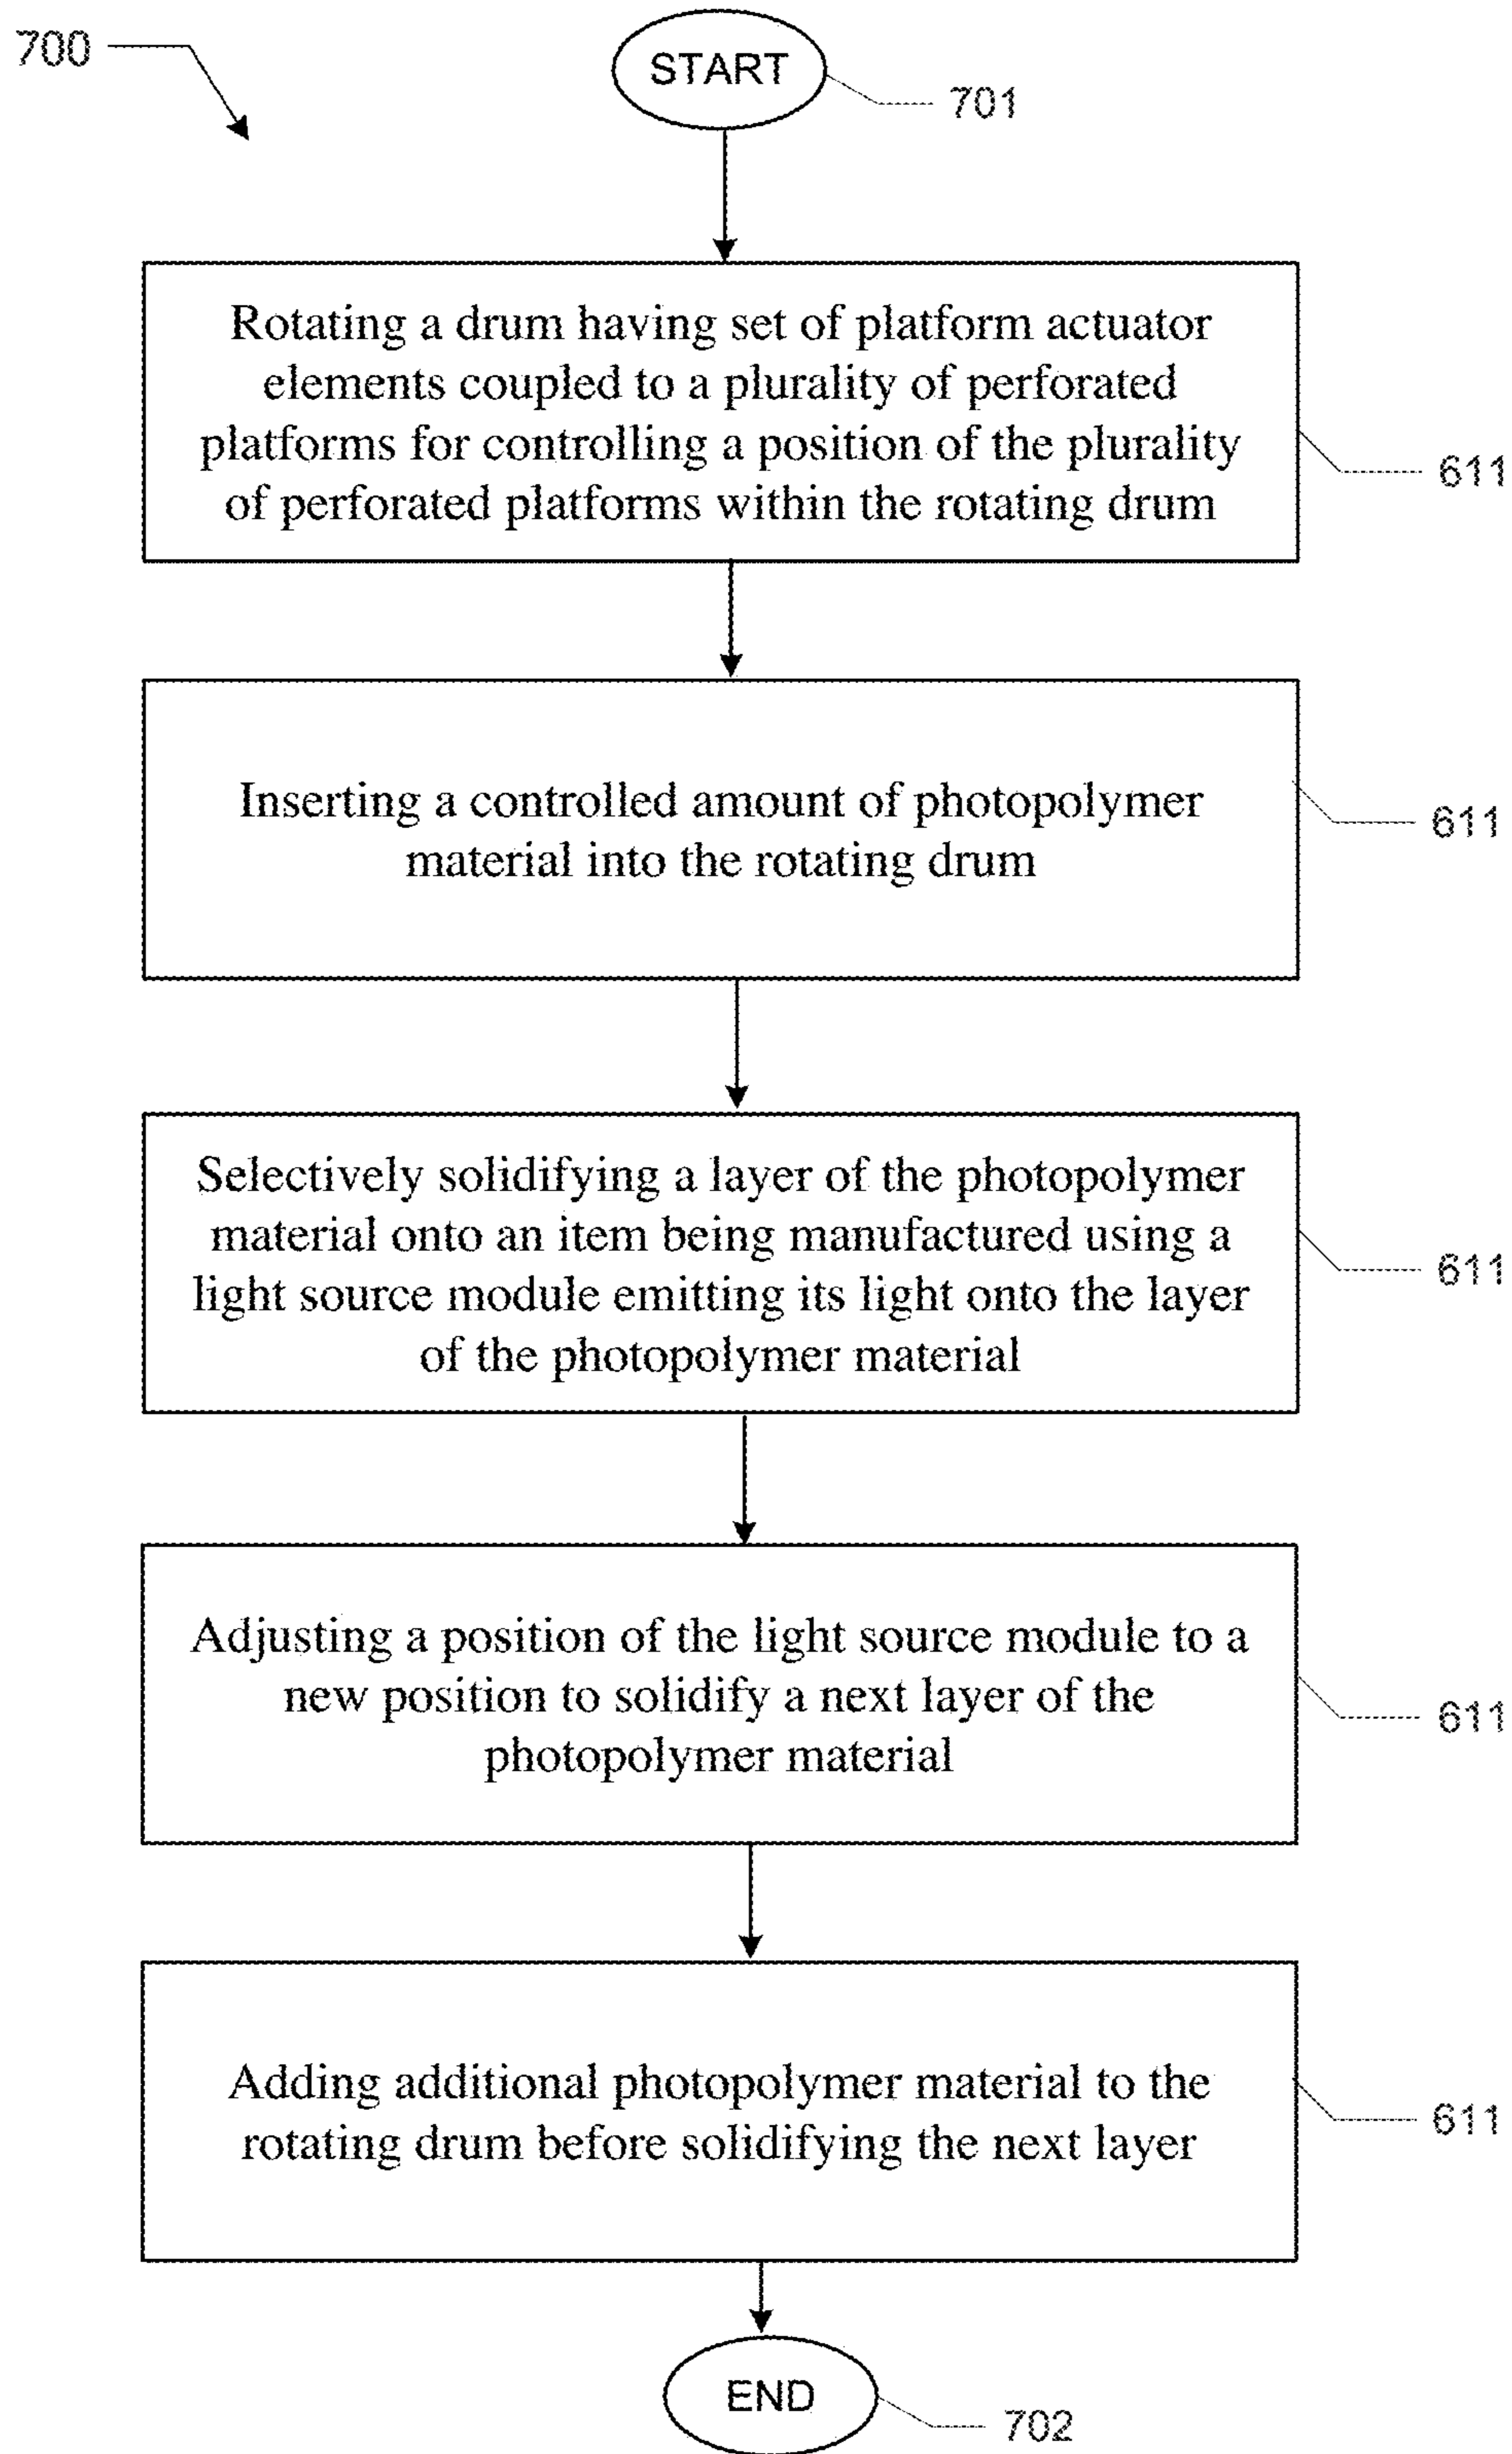 700
START
701
Rotating a drum having set of platform actuator
elements coupled to a plurality of perforated
platforms for controlling a position of the plurality
of perforated platforms within the rotating drum
611
Inserting a controlled amount of photopolymer
material into the rotating drum
611
Selectively solidifying a layer of the photopolymer
material onto an item being manufactured using a
light source module emitting its light onto the layer
of the photopolymer material
611
Adjusting a position of the light source module to a
new position to solidify a next layer of the
photopolymer material
611
Adding additional photopolymer material to the
rotating drum before solidifying the next layer
611
END
702